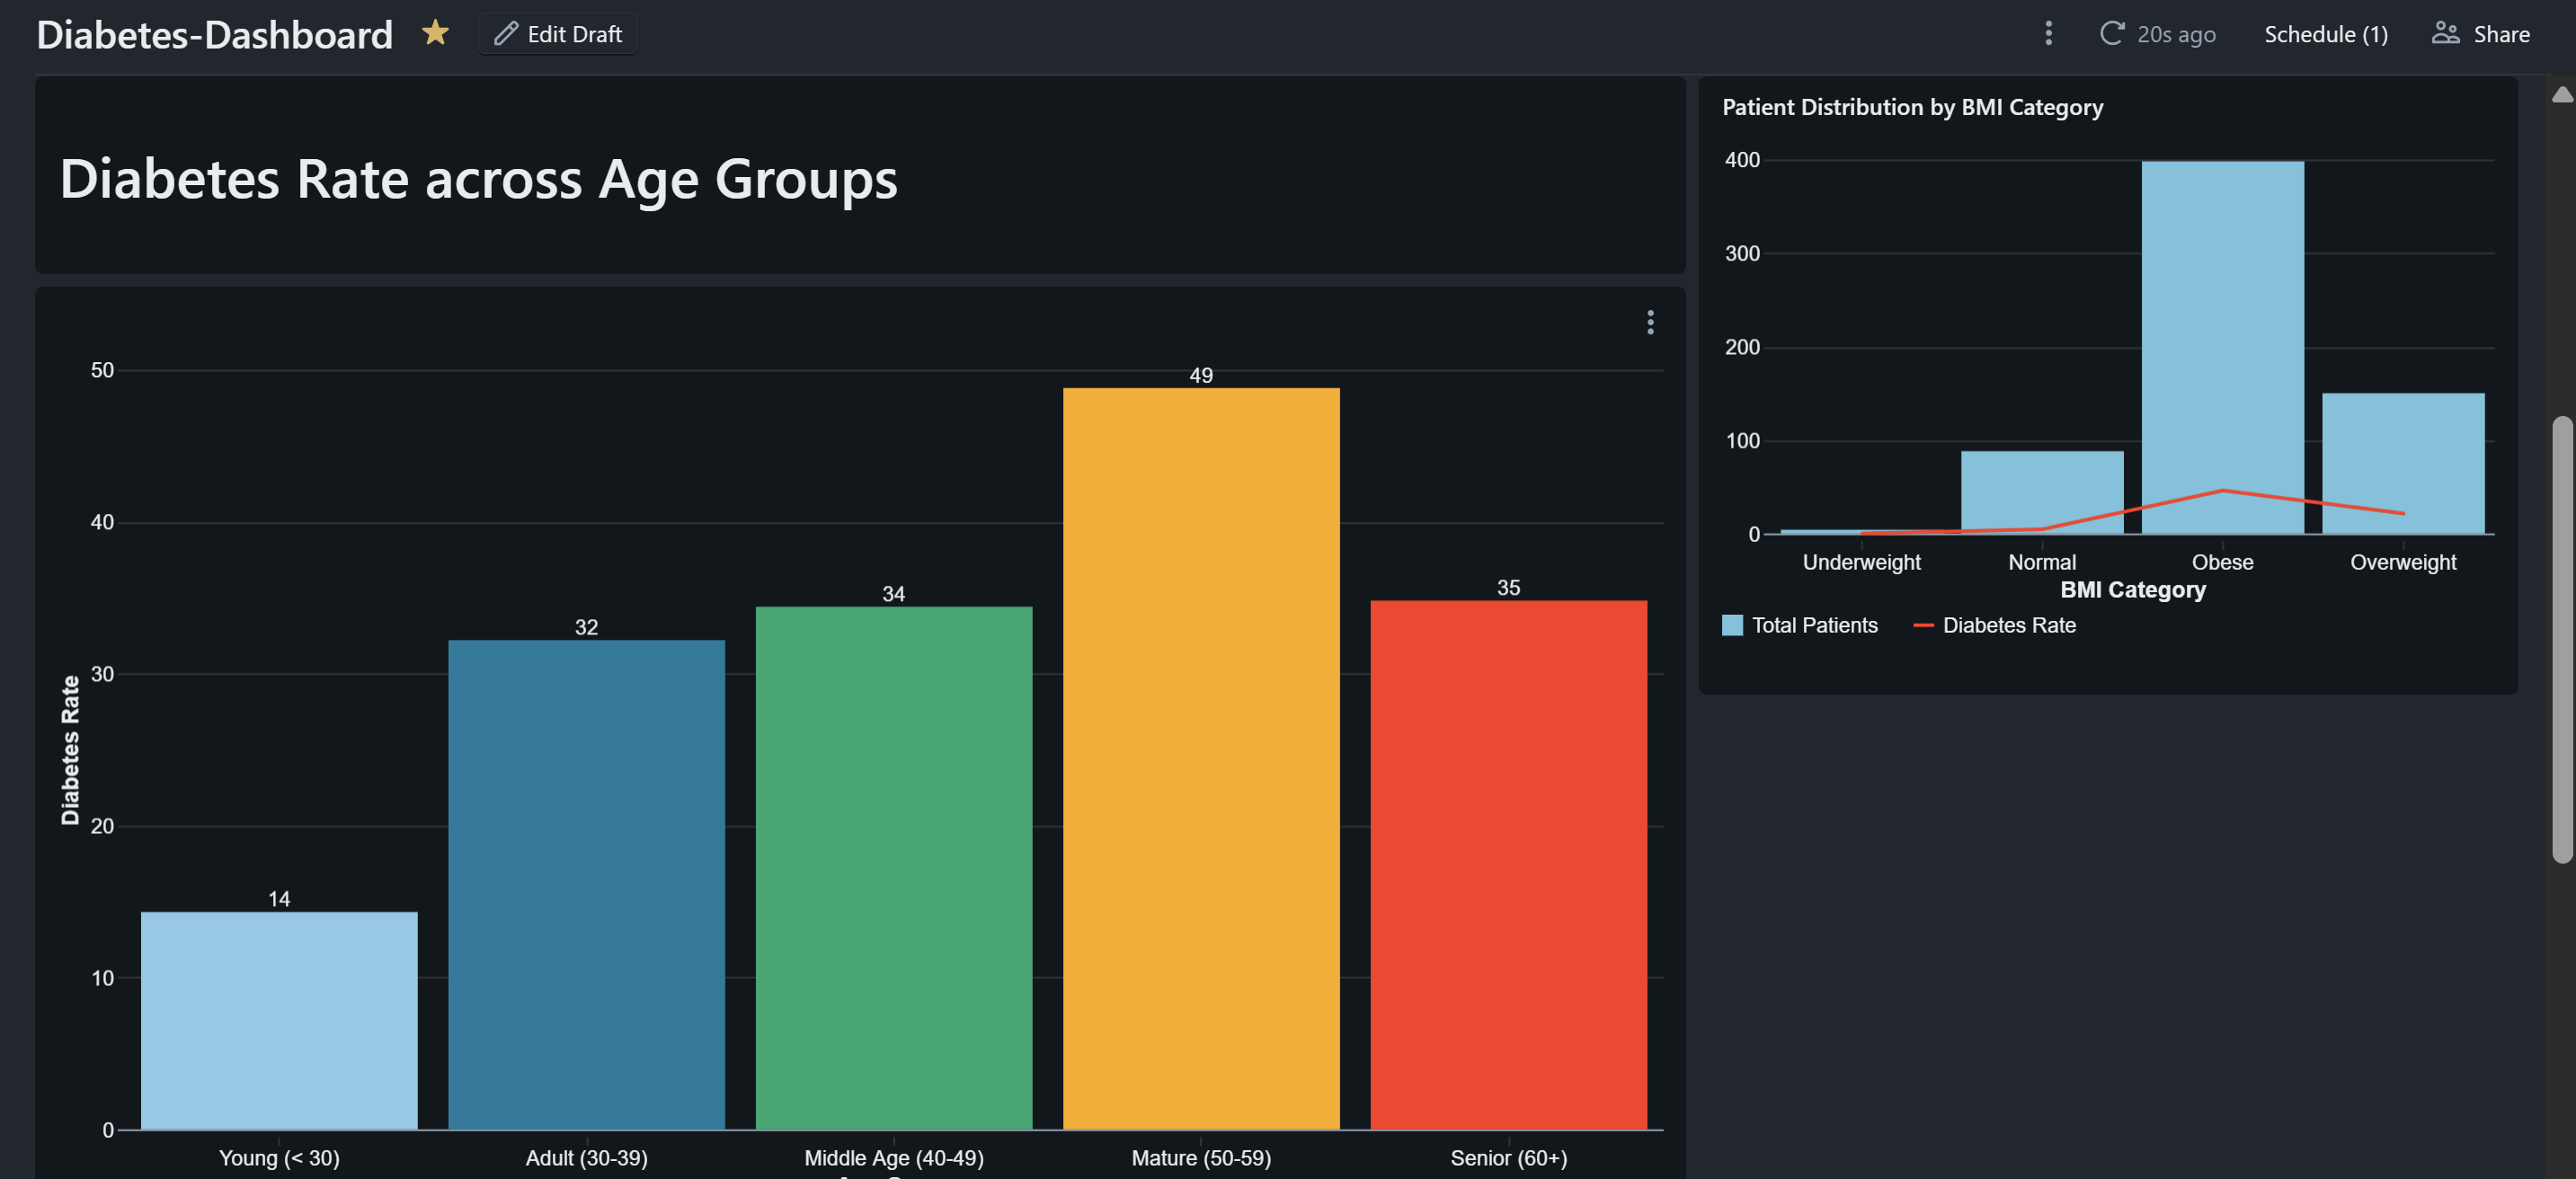 Diabetes-Dashboard
Edit Draft
20s ago
Schedule (1)
Share
Diabetes Rate across Age Groups
50
40
30
20
10
0
Diabetes Rate
14
32
34
49
35
Young (< 30)
Adult (30-39)
Middle Age (40-49)
Mature (50-59)
Senior (60+)
Patient Distribution by BMI Category
400
300
200
100
0
Underweight
Normal
Obese
Overweight
BMI Category
Total Patients
Diabetes Rate